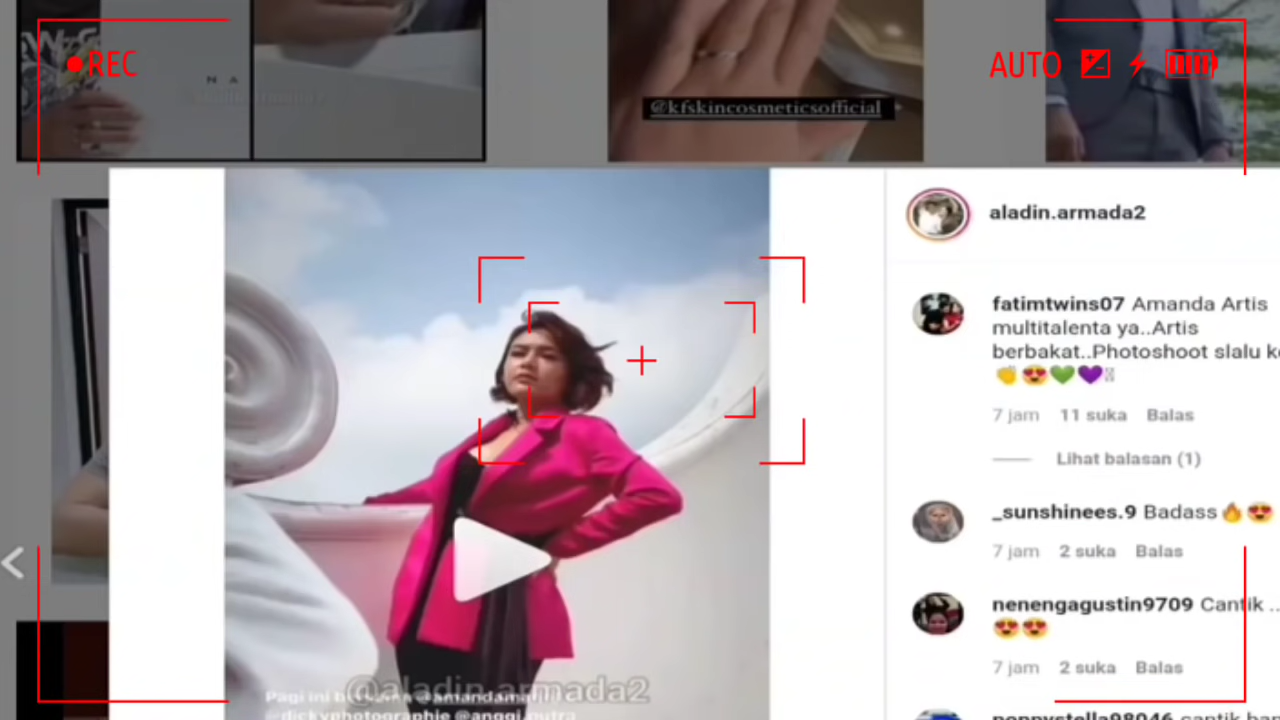 REC
AUTO
N A
@kfskincosmeticsofficial
aladin.armada2
fatimtwins07 Amanda Artis
multitalenta ya..Artis
berbakat..Photoshoot slalu
👏😍💚💜
7 jam 11 suka Balas
Lihat balasan (1)
_sunshinees.9 Badass🔥😍
7 jam 2 suka Balas
nenengagustin9709 Cantik ..
😍😍
7 jam 2 suka Balas
@aladin.armada2
Pagi ini
@dickyphotographie @anggi.putra